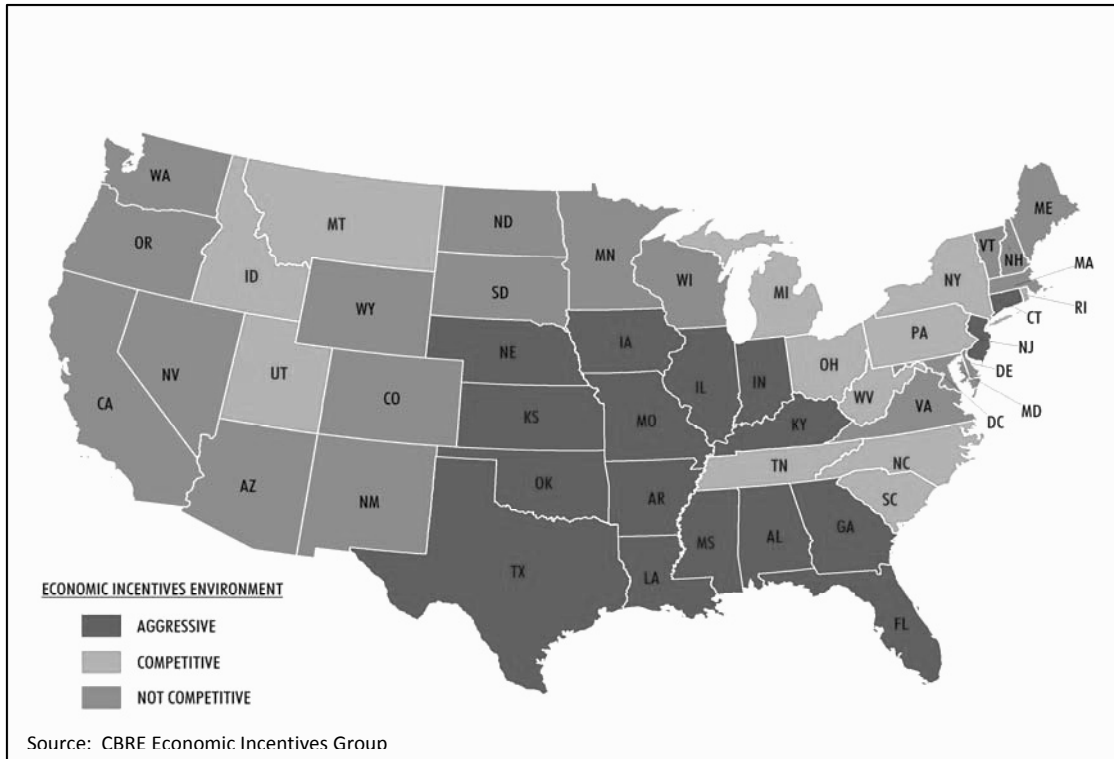 WA
MT
ND
OR
ID
MN
ME
VT
NH
MA
RI
CT
NY
WI
MI
SD
WY
NE
IA
PA
NJ
DE
MD
DC
OH
IL
IN
WV
VA
NV
UT
CO
KS
MO
KY
CA
TN
NC
SC
OK
AR
AZ
NM
MS
AL
GA
TX
LA
FL
ECONOMIC INCENTIVES ENVIRONMENT
AGGRESSIVE
COMPETITIVE
NOT COMPETITIVE
Source: CBRE Economic Incentives Group